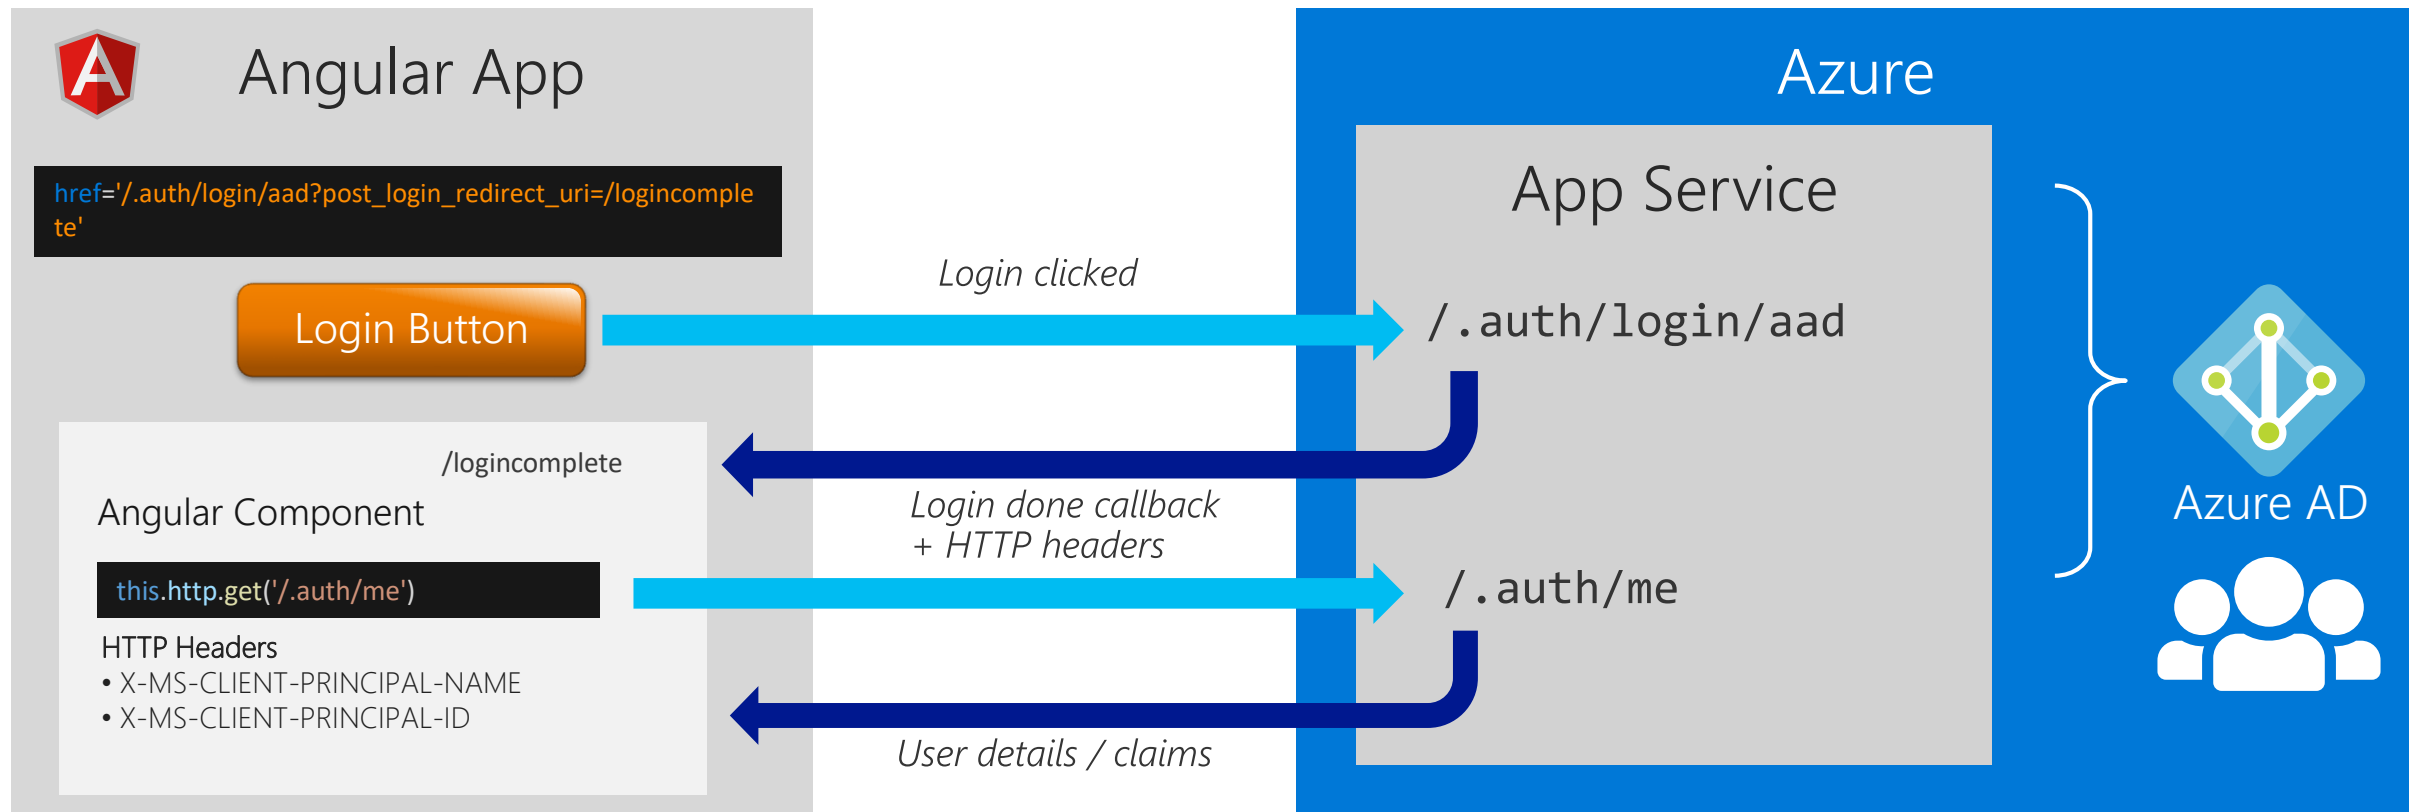 Angular App
href='/.auth/login/aad?post_login_redirect_uri=/logincomple
te'
Login Button
/logincomplete
Angular Component
this.http.get('/.auth/me')
HTTP Headers
• X-MS-CLIENT-PRINCIPAL-NAME
• X-MS-CLIENT-PRINCIPAL-ID
Login clicked
Login done callback
+ HTTP headers
User details / claims
Azure
App Service
/.auth/login/aad
/.auth/me
Azure AD